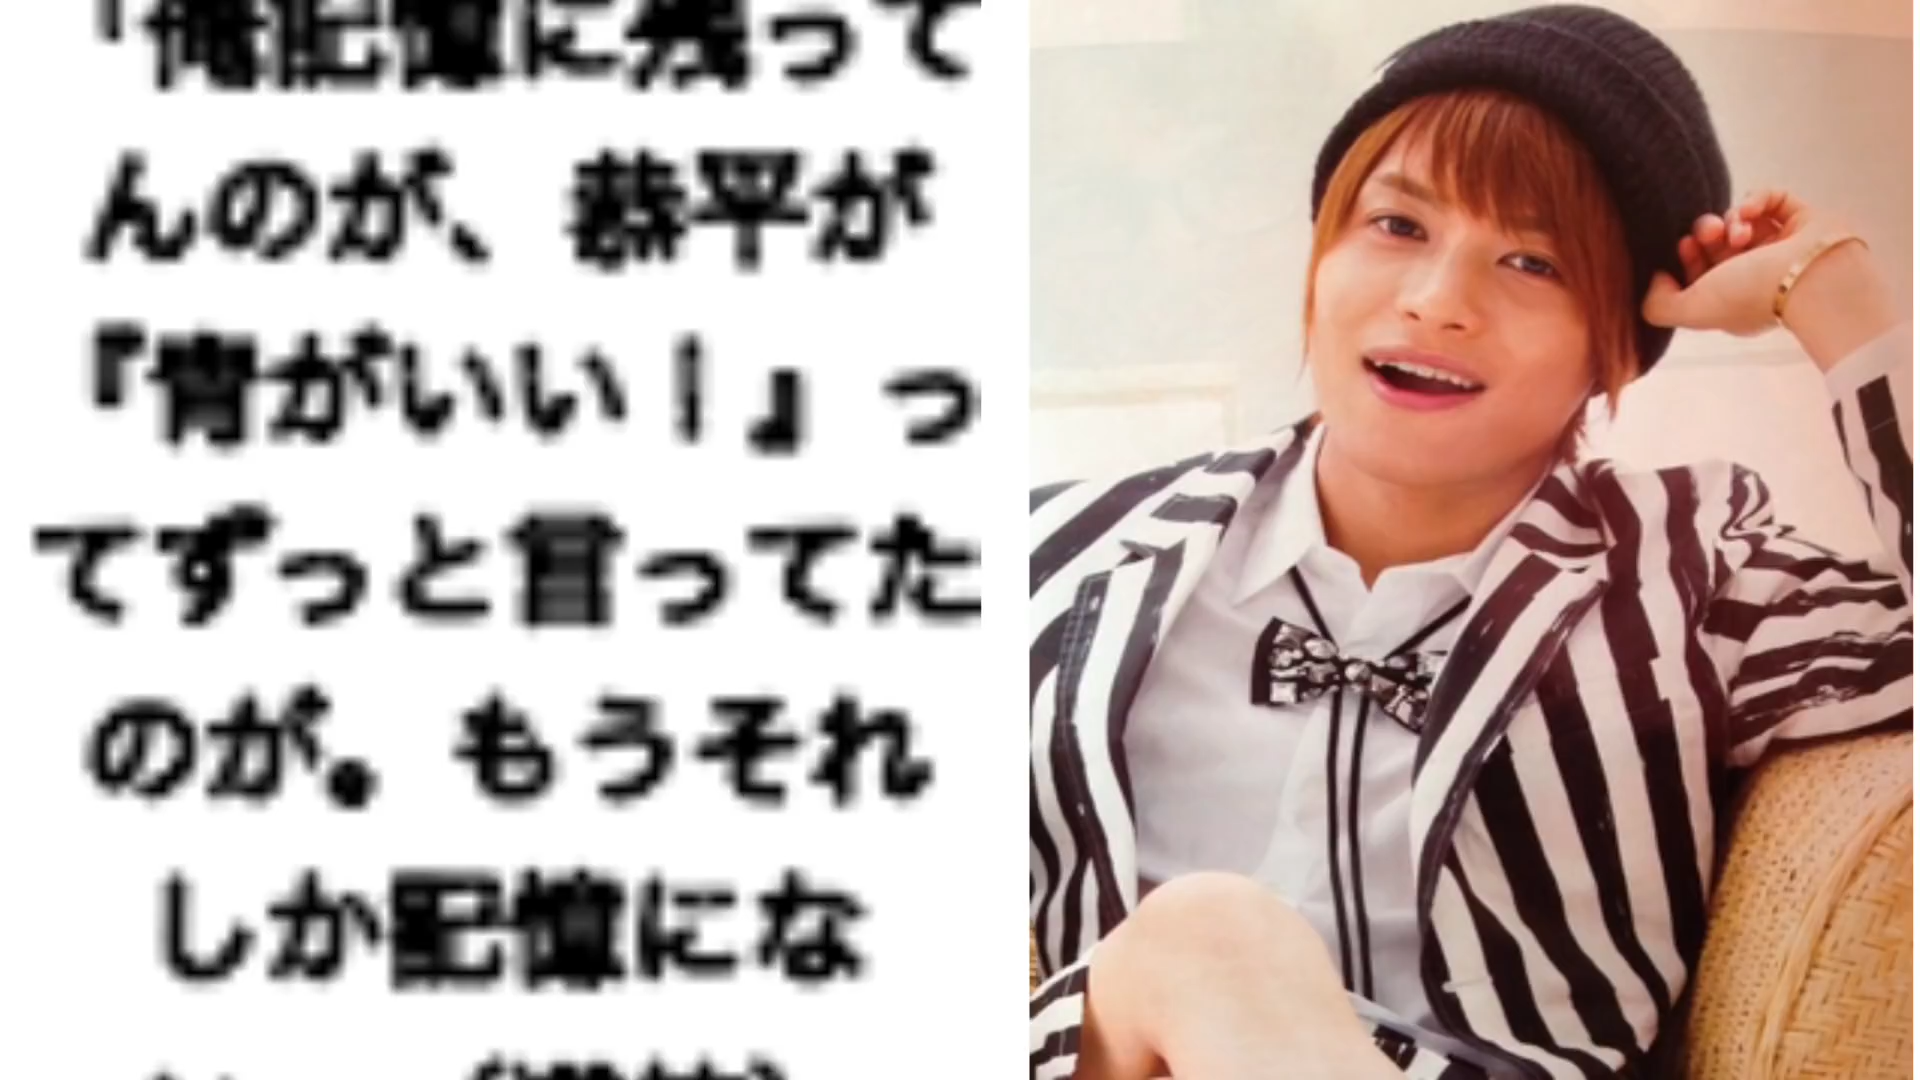 「俺記憶に残って
んのが、恭平が
『青がいい！』っ
てずっと言ってた
のが。もうそれ
しか記憶にな